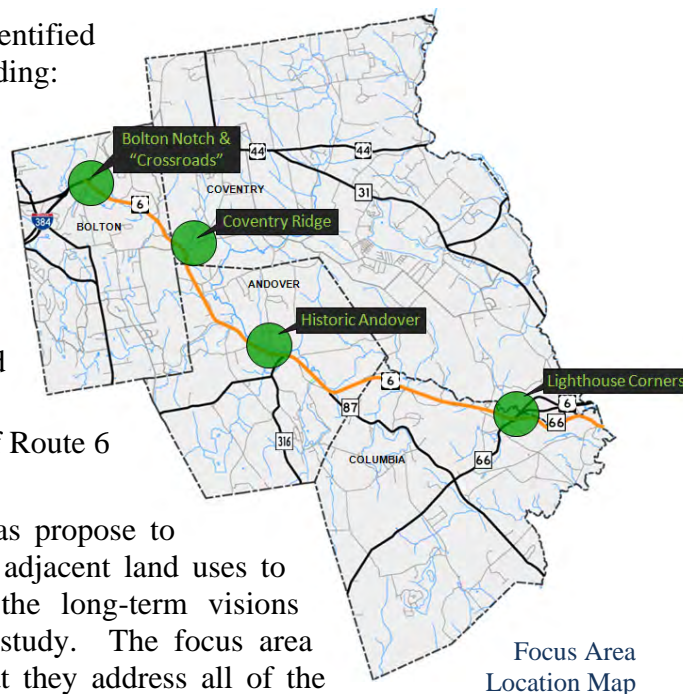 entified
ding:
Bolton Notch &
"Crossroads"
44
44
COVENTRY
31
6
384
BOLTON
Coventry Ridge
ANDOVER
Historic Andover
6
Lighthouse Corners
87
6
66
316
COLUMBIA
66
f Route 6
as propose to
adjacent land uses to
the long-term visions
study. The focus area
t they address all of the
Focus Area
Location Map